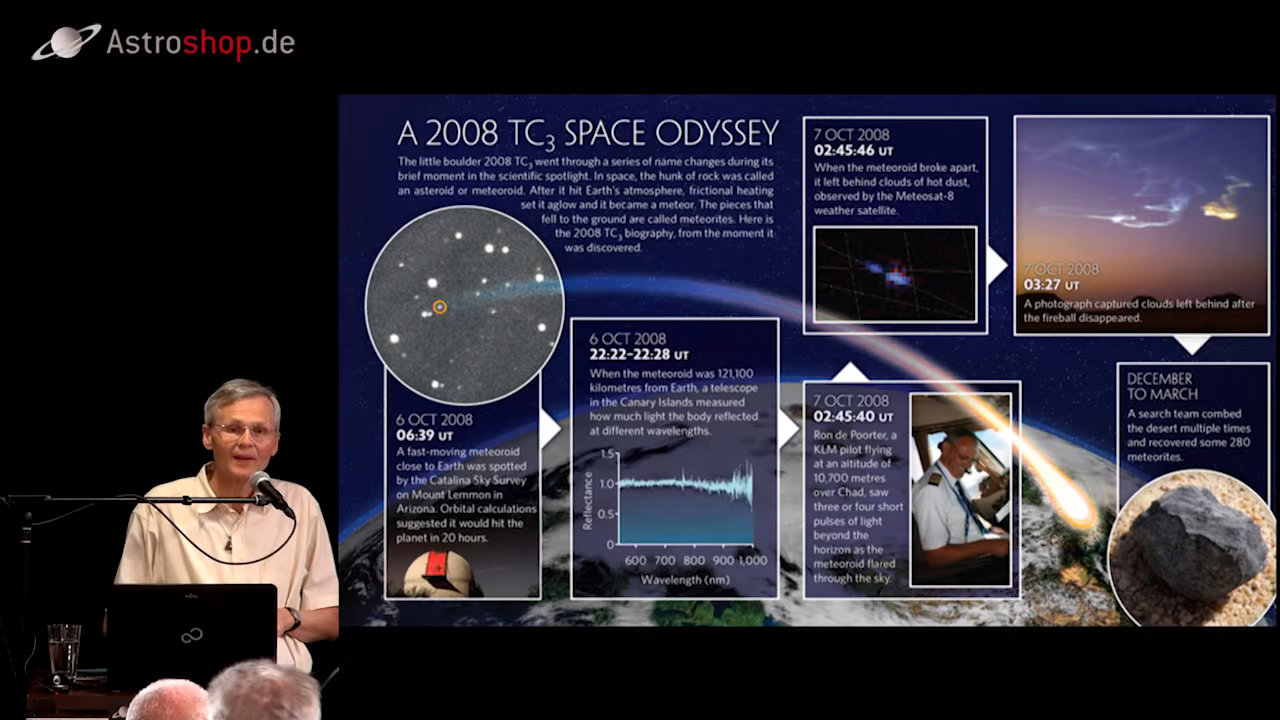 Astroshop.de
A 2008 TC3 SPACE ODYSSEY
The little boulder 2008 TC3 went through a series of name changes during its
brief moment in the scientific spotlight. In space, the hunk of rock was called
an asteroid or meteoroid. After it hit Earth's atmosphere, frictional heating
set it aglow and it became a meteor. The pieces that
fell to the ground are called meteorites. Here is
the 2008 TC3 biography, from the moment it
was discovered.
6 OCT 2008
06:39 UT
A fast-moving meteoroid
close to Earth was spotted
by the Catalina Sky Survey
on Mount Lemmon in
Arizona. Orbital calculations
suggested it would hit the
planet in 20 hours.
6 OCT 2008
22:22–22:28 UT
When the meteoroid was 121,100
kilometres from Earth, a telescope
in the Canary Islands measured
how much light the body reflected
at different wavelengths.
1.5
1.0
0.5
0
Reflectance
600 700 800 900 1,000
Wavelength (nm)
7 OCT 2008
02:45:40 UT
Ron de Poorter, a
KLM pilot flying
at an altitude of
10,700 metres
over Chad, saw
three or four short
pulses of light
beyond the
horizon as the
meteoroid flared
through the sky.
7 OCT 2008
02:45:46 UT
When the meteoroid broke apart,
it left behind clouds of hot dust,
observed by the Meteosat-8
weather satellite.
7 OCT 2008
03:27 UT
A photograph captured clouds left behind after
the fireball disappeared.
DECEMBER
TO MARCH
A search team combed
the desert multiple times
and recovered some 280
meteorites.